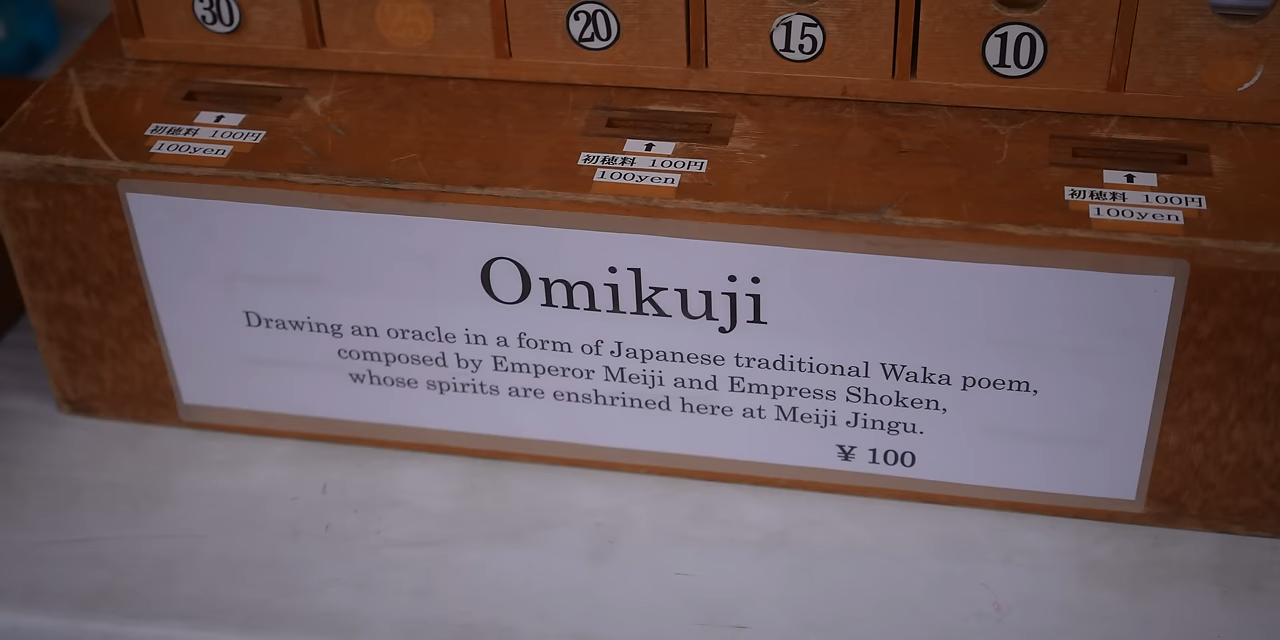 30
20
15
10
初穂料 100円
100yen
初穂料 100円
100yen
初穂料 100円
100yen
Omikuji
Drawing an oracle in a form of Japanese traditional Waka poem,
composed by Emperor Meiji and Empress Shoken,
whose spirits are enshrined here at Meiji Jingu.
¥ 100